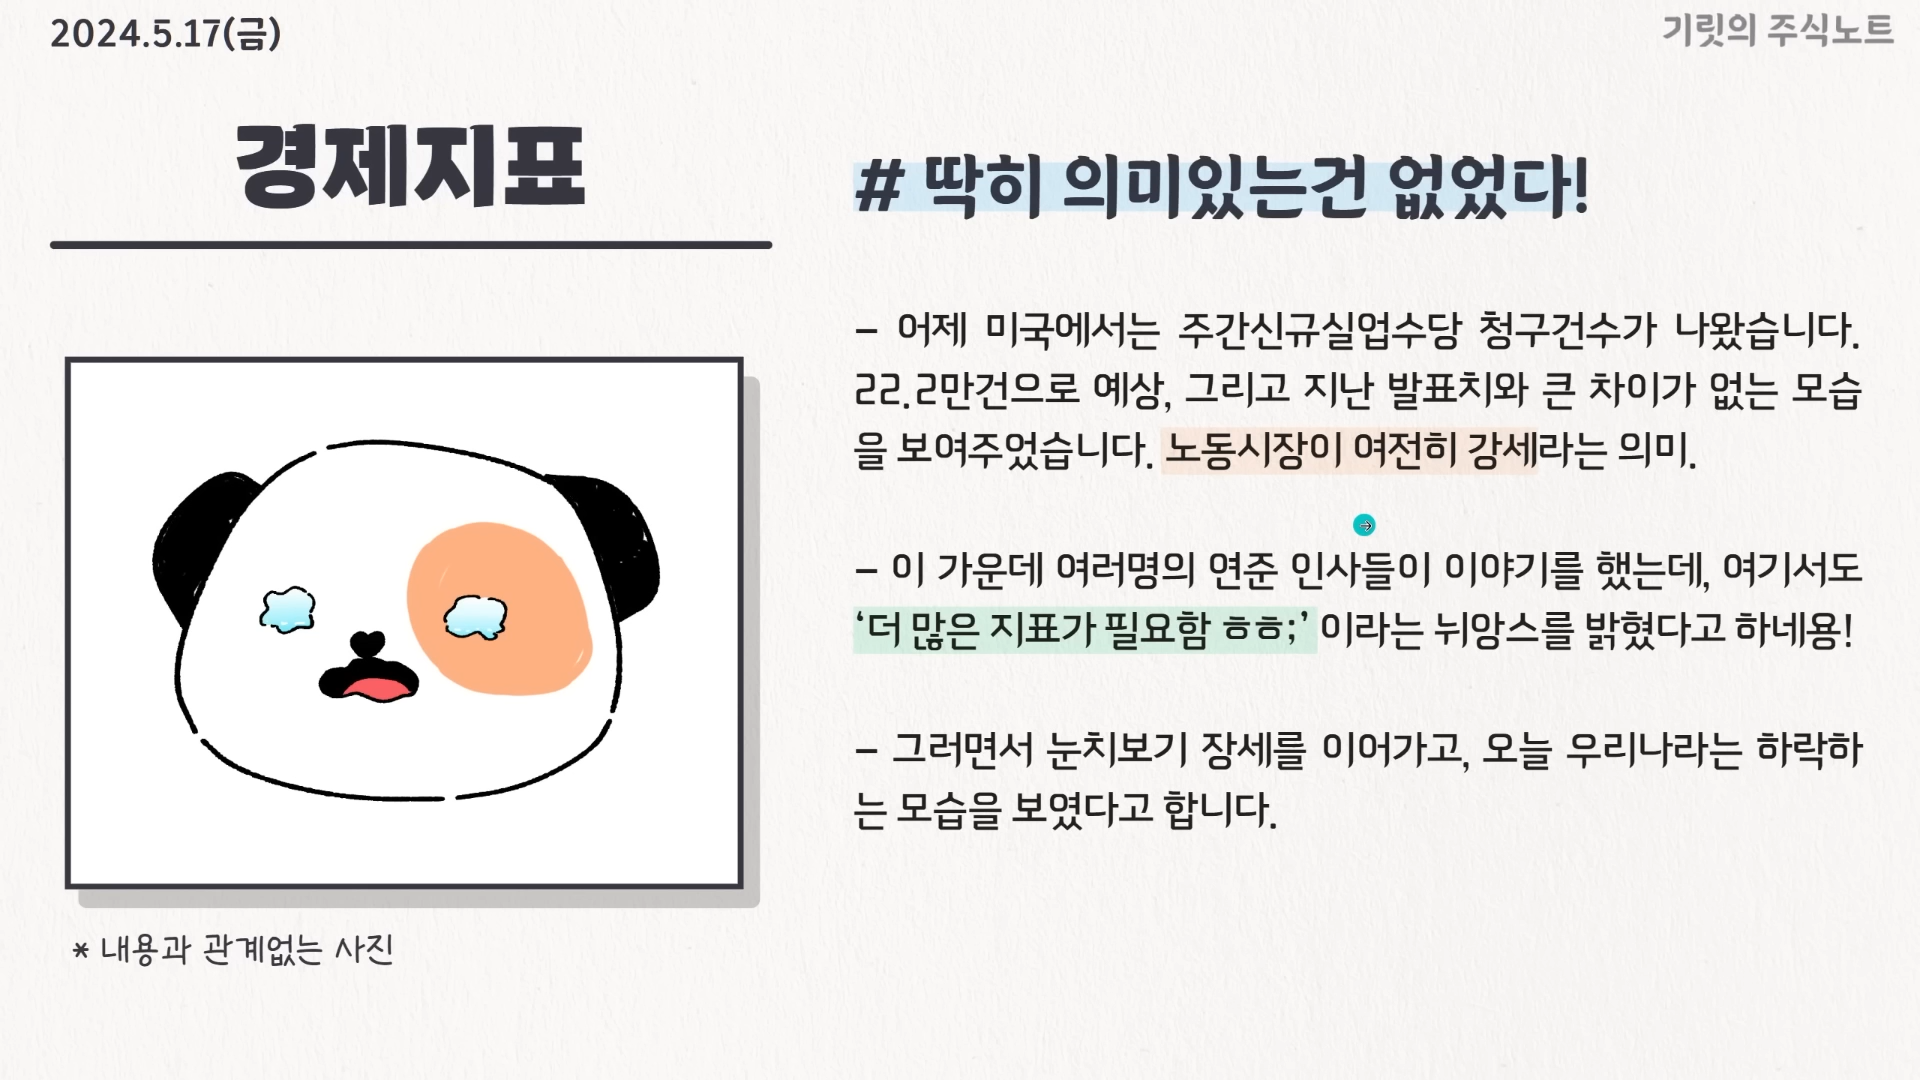 2024.5.17(금)
기릿의 주식노트
경제지표
# 딱히 의미있는건 없었다!
– 어제 미국에서는 주간신규실업수당 청구건수가 나왔습니다.
22.2만건으로 예상, 그리고 지난 발표치와 큰 차이가 없는 모습
을 보여주었습니다. 노동시장이 여전히 강세라는 의미.
– 이 가운데 여러명의 연준 인사들이 이야기를 했는데, 여기서도
‘더 많은 지표가 필요함 ㅎㅎ;’ 이라는 뉘앙스를 밝혔다고 하네용!
– 그러면서 눈치보기 장세를 이어가고, 오늘 우리나라는 하락하
는 모습을 보였다고 합니다.
* 내용과 관계없는 사진